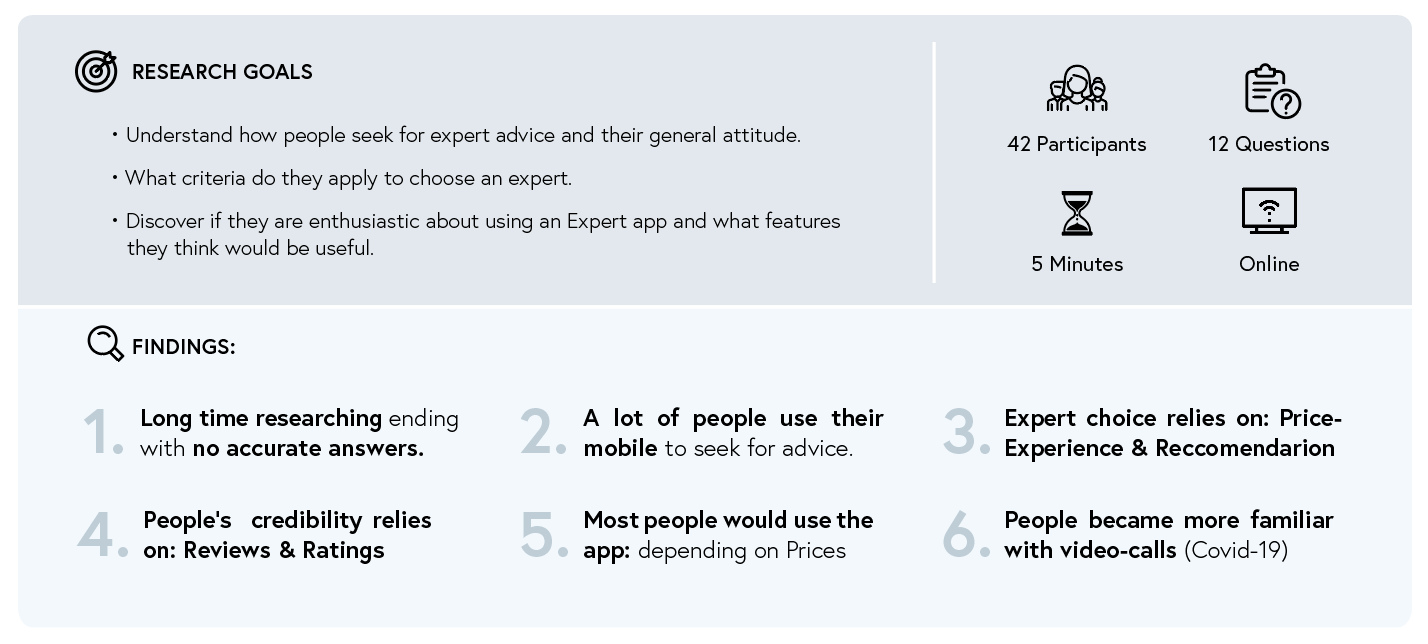 RESEARCH GOALS
• Understand how people seek for expert advice and their general attitude.
• What criteria do they apply to choose an expert.
• Discover if they are enthusiastic about using an Expert app and what features
they think would be useful.
42 Participants
12 Questions
5 Minutes
Online
FINDINGS:
1. Long time researching ending
with no accurate answers.
2. A lot of people use their
mobile to seek for advice.
3. Expert choice relies on: Price-
Experience & Reccomendarion
4. People's credibility relies
on: Reviews & Ratings
5. Most people would use the
app: depending on Prices
6. People became more familiar
with video-calls (Covid-19)